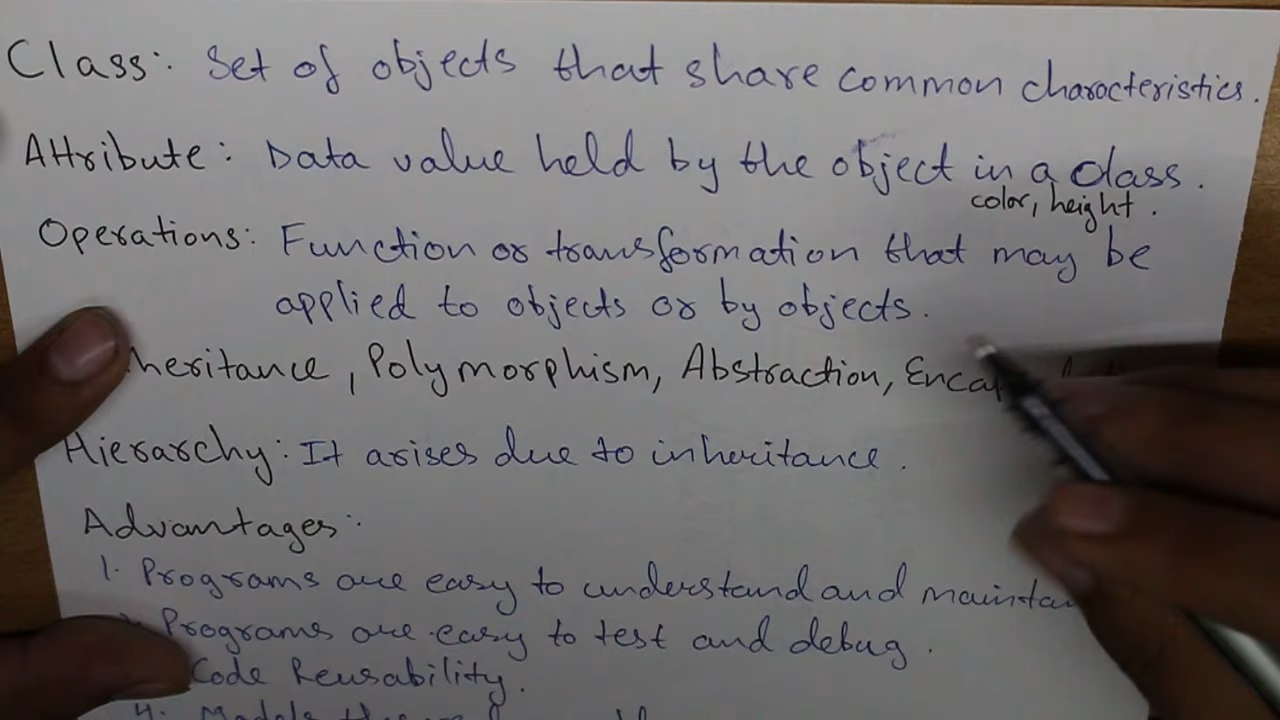 Class: Set of objects that share common characteristics.
Attribute: Data value held by the object in a class.
color, height.
Operations: Function or transformation that may be
applied to objects or by objects.
heritance, Polymorphism, Abstraction, Encap
Hierarchy: It arises due to inheritance.
Advantages:
1. Programs are easy to understand and mainta
Programs are easy to test and debug.
Code Reusability.
4.